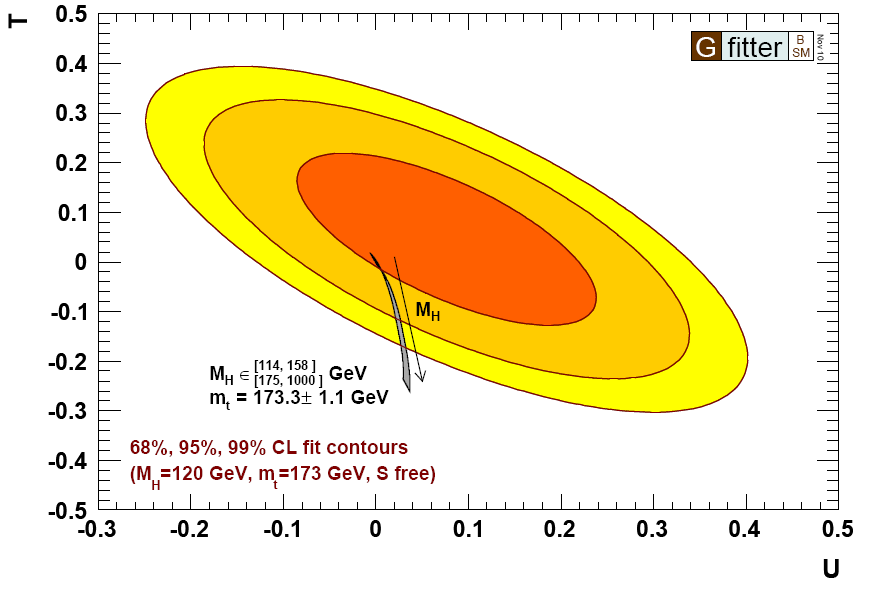 T
0.5
0.4
0.3
0.2
0.1
0
-0.1
-0.2
-0.3
-0.4
-0.5
G fitter B SM
Nov 10
M_H
M_H ∈ [114, 158 ] [175, 1000 ] GeV
m_t = 173.3± 1.1 GeV
68%, 95%, 99% CL fit contours
(M_H=120 GeV, m_t=173 GeV, S free)
-0.3 -0.2 -0.1 0 0.1 0.2 0.3 0.4 0.5
U